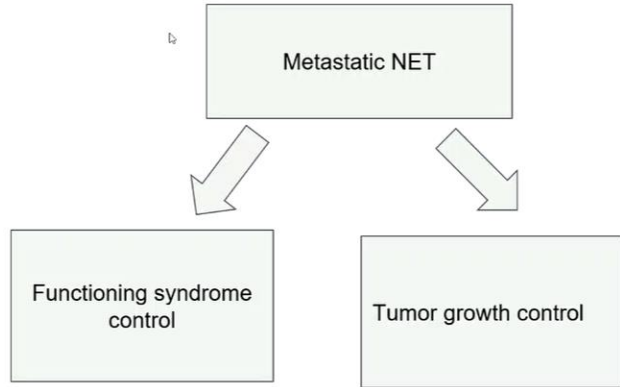 Metastatic NET
Functioning syndrome
control
Tumor growth control